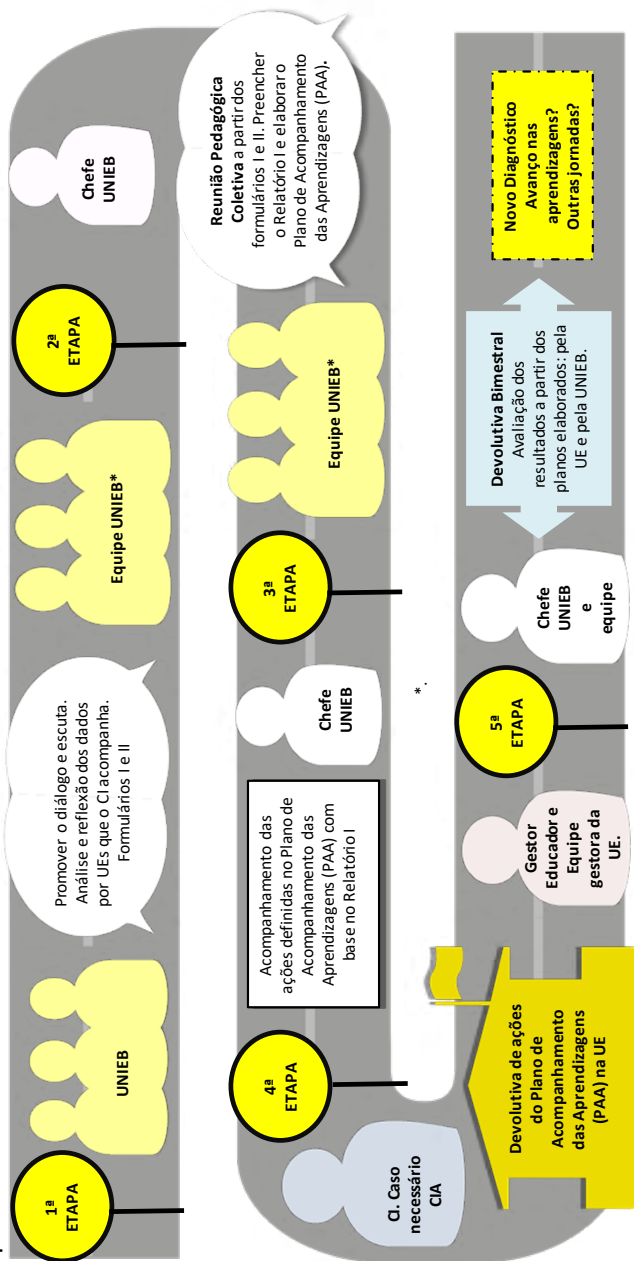 1ª
ETAPA
UNIEB
Promover o diálogo e escuta.
Análise e reflexão dos dados
por UEs que o CI acompanha.
Formulários I e II
Equipe UNIEB*
2ª
ETAPA
Chefe
UNIEB
Reunião Pedagógica
Coletiva a partir dos
formulários I e II. Preencher
o Relatório I e elaborar o
Plano de Acompanhamento
das Aprendizagens (PAA).
Equipe UNIEB*
3ª
ETAPA
Chefe
UNIEB
Acompanhamento das
ações definidas no Plano de
Acompanhamento das
Aprendizagens (PAA) com
base no Relatório I
4ª
ETAPA
CI. Caso
necessário
CIA
*.
Devolutiva de ações
do Plano de
Acompanhamento
das Aprendizagens
(PAA) na UE
Gestor
Educador e
Equipe
gestora da
UE.
5ª
ETAPA
Chefe
UNIEB
e
equipe
Devolutiva Bimestral
Avaliação dos
resultados a partir dos
planos elaborados: pela
UE e pela UNIEB.
Novo Diagnóstico
Avanço nas
aprendizagens?
Outras jornadas?